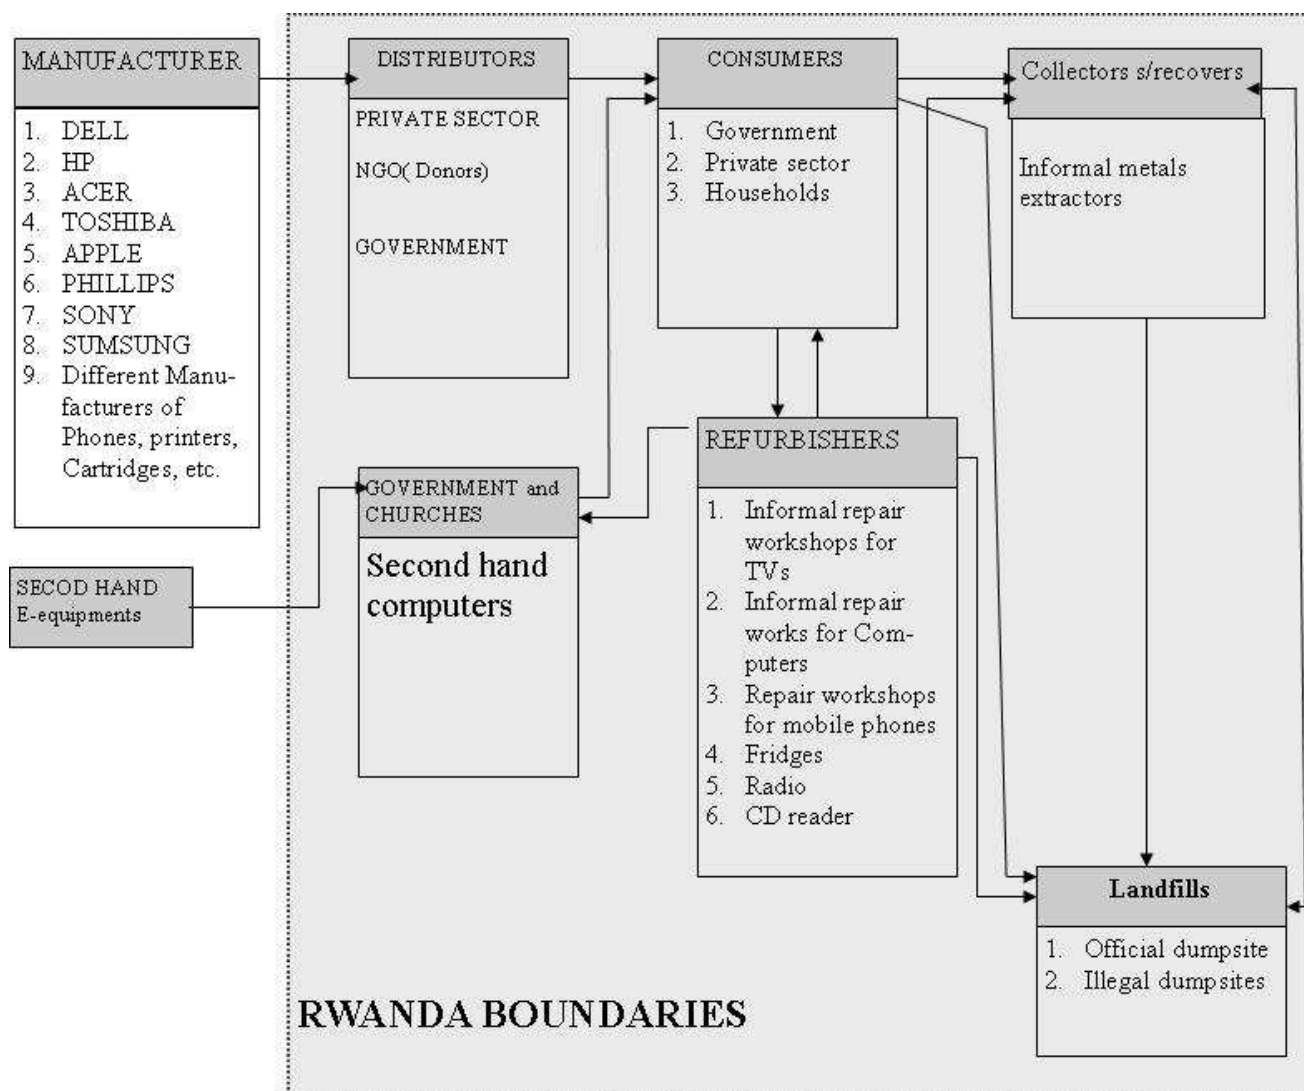 MANUFACTURER
1. DELL
2. HP
3. ACER
4. TOSHIBA
5. APPLE
6. PHILLIPS
7. SONY
8. SUMSUNG
9. Different Manu-
facturers of
Phones, printers,
Cartridges, etc.
SECOD HAND
E-equipments
DISTRIBUTORS
PRIVATE SECTOR
NGO( Donors)
GOVERNMENT
GOVERNMENT and
CHURCHES
Second hand
computers
CONSUMERS
1. Government
2. Private sector
3. Households
REFURBISHERS
1. Informal repair
workshops for
TVs
2. Informal repair
works for Com-
puters
3. Repair workshops
for mobile phones
4. Fridges
5. Radio
6. CD reader
Collectors s/recovers
Informal metals
extractors
Landfills
1. Official dumpsite
2. Illegal dumpsites
RWANDA BOUNDARIES